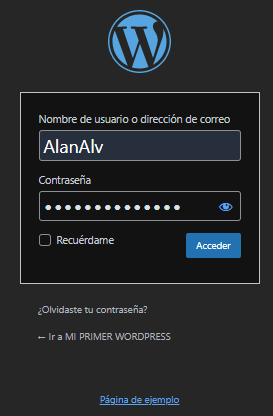 Nombre de usuario o dirección de correo
AlanAlv
Contraseña
••••••••••••••
Recuérdame
Acceder
¿Olvidaste tu contraseña?
← Ir a MI PRIMER WORDPRESS
Página de ejemplo